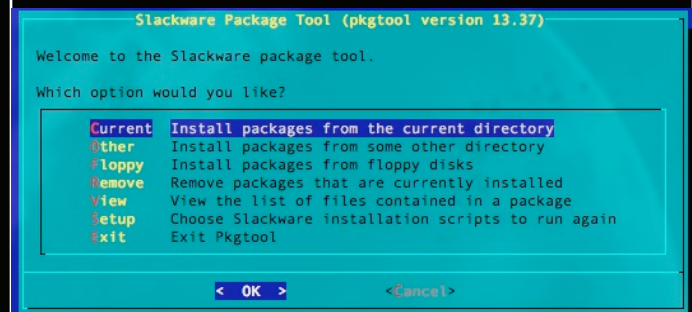 Slackware Package Tool (pkgtool version 13.37)
Welcome to the Slackware package tool.
Which option would you like?
Current Install packages from the current directory
Other Install packages from some other directory
Floppy Install packages from floppy disks
Remove Remove packages that are currently installed
View View the list of files contained in a package
Setup Choose Slackware installation scripts to run again
Exit Exit Pkgtool
< OK > <Cancel>